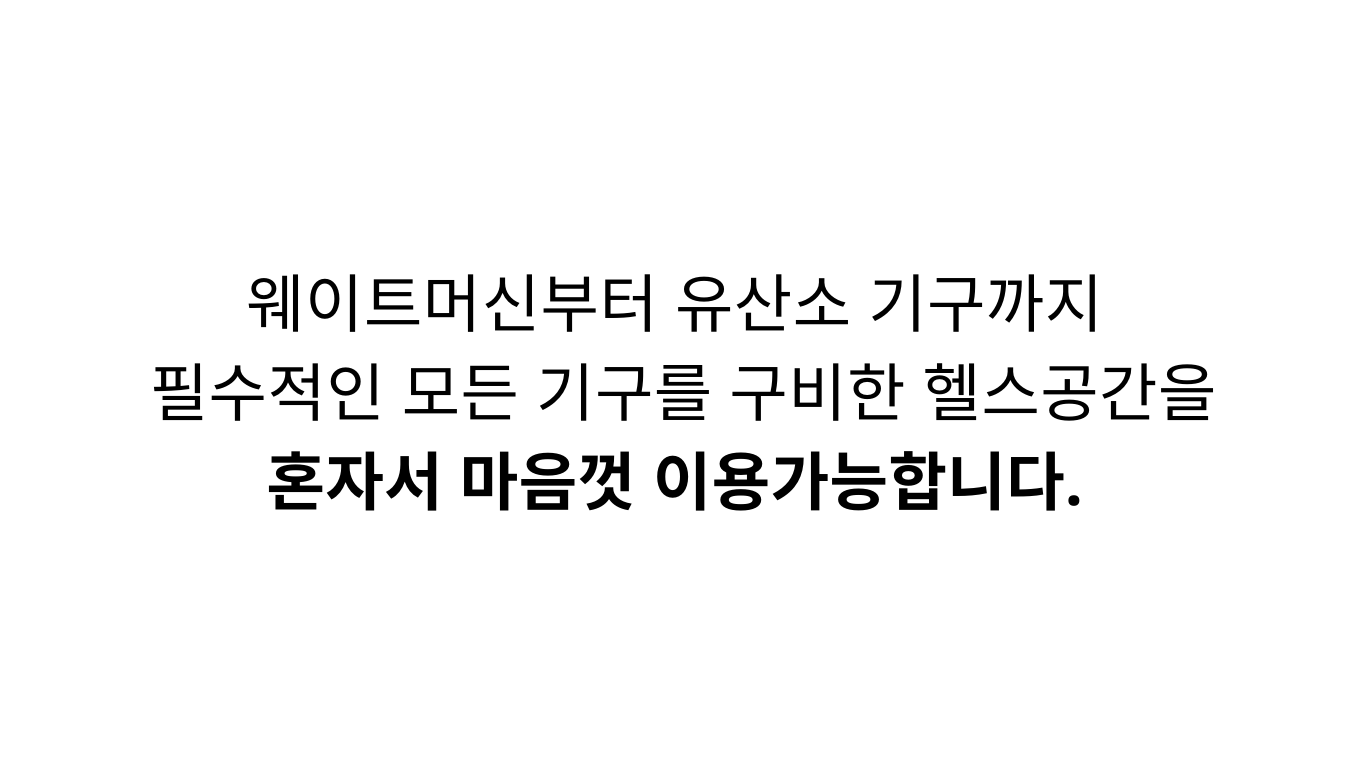 웨이트머신부터 유산소 기구까지
필수적인 모든 기구를 구비한 헬스공간을
혼자서 마음껏 이용가능합니다.